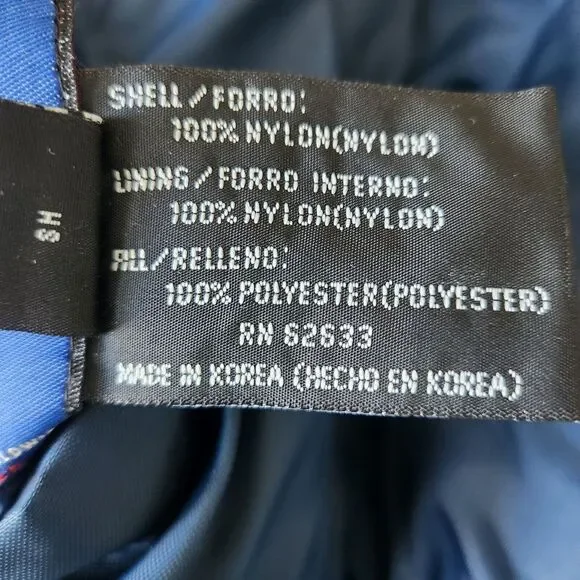 SHELL/FORRO:
100% NYLON(NYLON)
LINING/FORRO INTERNO:
100% NYLON(NYLON)
FILL/RELLENO:
100% POLYESTER(POLYESTER)
RN 62633
MADE IN KOREA (HECHO EN KOREA)